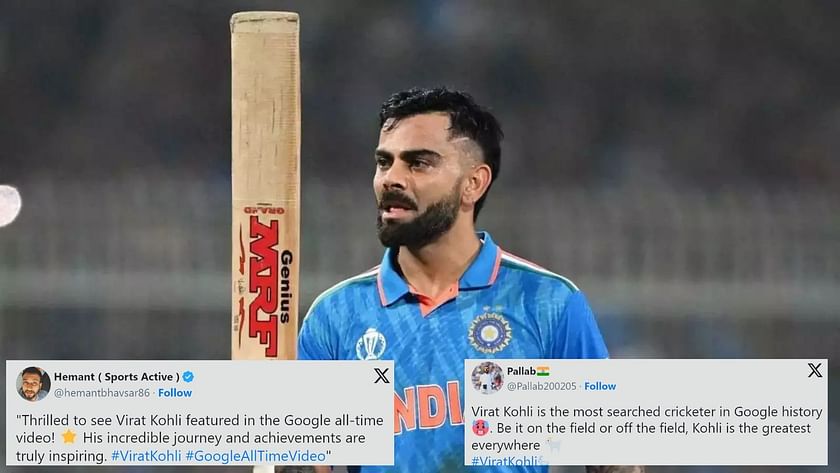 GRAND
MRF
Genius
INDI
Hemant ( Sports Active )
@hemantbhavsar86 · Follow
"Thrilled to see Virat Kohli featured in the Google all-time
video! ⭐ His incredible journey and achievements are
truly inspiring. #ViratKohli #GoogleAllTimeVideo"
Pallab🇮🇳
@Pallab200205 · Follow
Virat Kohli is the most searched cricketer in Google history
🥵. Be it on the field or off the field, Kohli is the greatest
everywhere 🐐
#ViratKohli